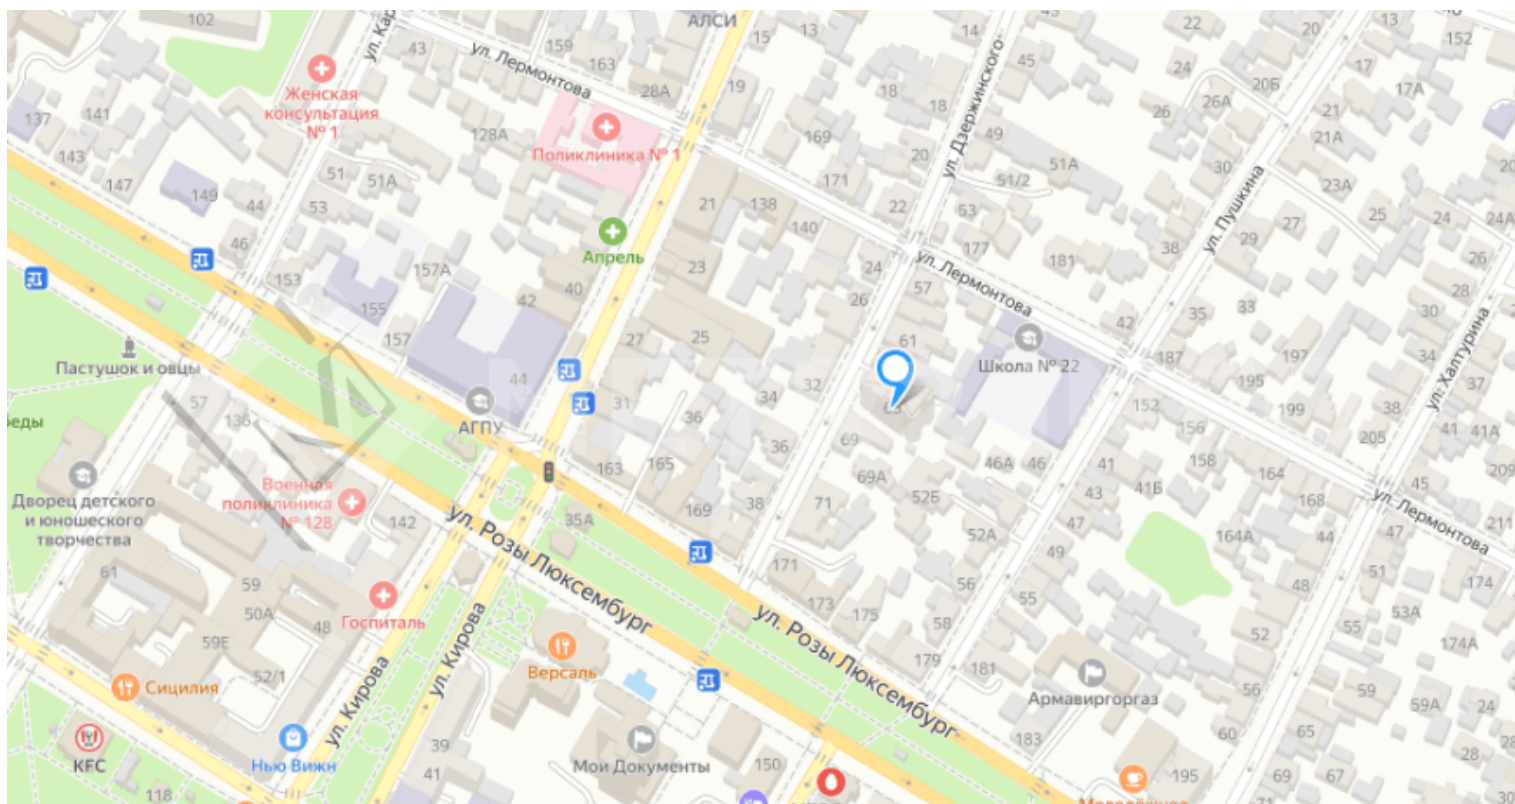 102
ул. Кар
43
ул. Лермонтова
159
163
28А
АЛСИ
15
13
19
14
45
43
22
24
20
20Б
13
152
17
17А
Женская
консультация
№ 1
137
141
143
147
149
44
46
51
51А
53
128А
Поликлиника № 1
18
18
20
169
171
22
ул. Дзержинского
49
51А
51/2
53
26
26А
30
21
21А
23А
20
ул. Пушкина
25
24
24А
27
29
38
177
181
21
138
140
23
25
Апрель
40
42
153
155
157
157А
24
26
ул. Лермонтова
57
61
42
35
33
30
28
34
37
ул. Халтурина
Пастушок и овцы
беды
57
136
44
АГПУ
27
31
36
34
32
36
Школа № 22
187
195
197
199
38
205
41
41А
209
69
69А
71
46А
46
152
156
158
164
168
41
41Б
43
47
45
ул. Лермонтова
211
Дворец детского
и юношеского
творчества
Военная
поликлиника
№ 128
142
163
165
169
38
35А
52Б
52А
49
164А
44
47
51
174
ул. Розы Люксембург
61
59
50А
59Е
48
52/1
Госпиталь
171
173
175
56
55
58
48
52
53А
55
174А
ул. Розы Люксембург
179
181
183
Сицилия
KFC
Нью Вижн
118
ул. Кирова
ул. Кирова
39
41
Версаль
Мои Документы
150
Армавиргоргаз
56
59
59А
60
65
28
28
195
69
67
71
30
Молодёжное